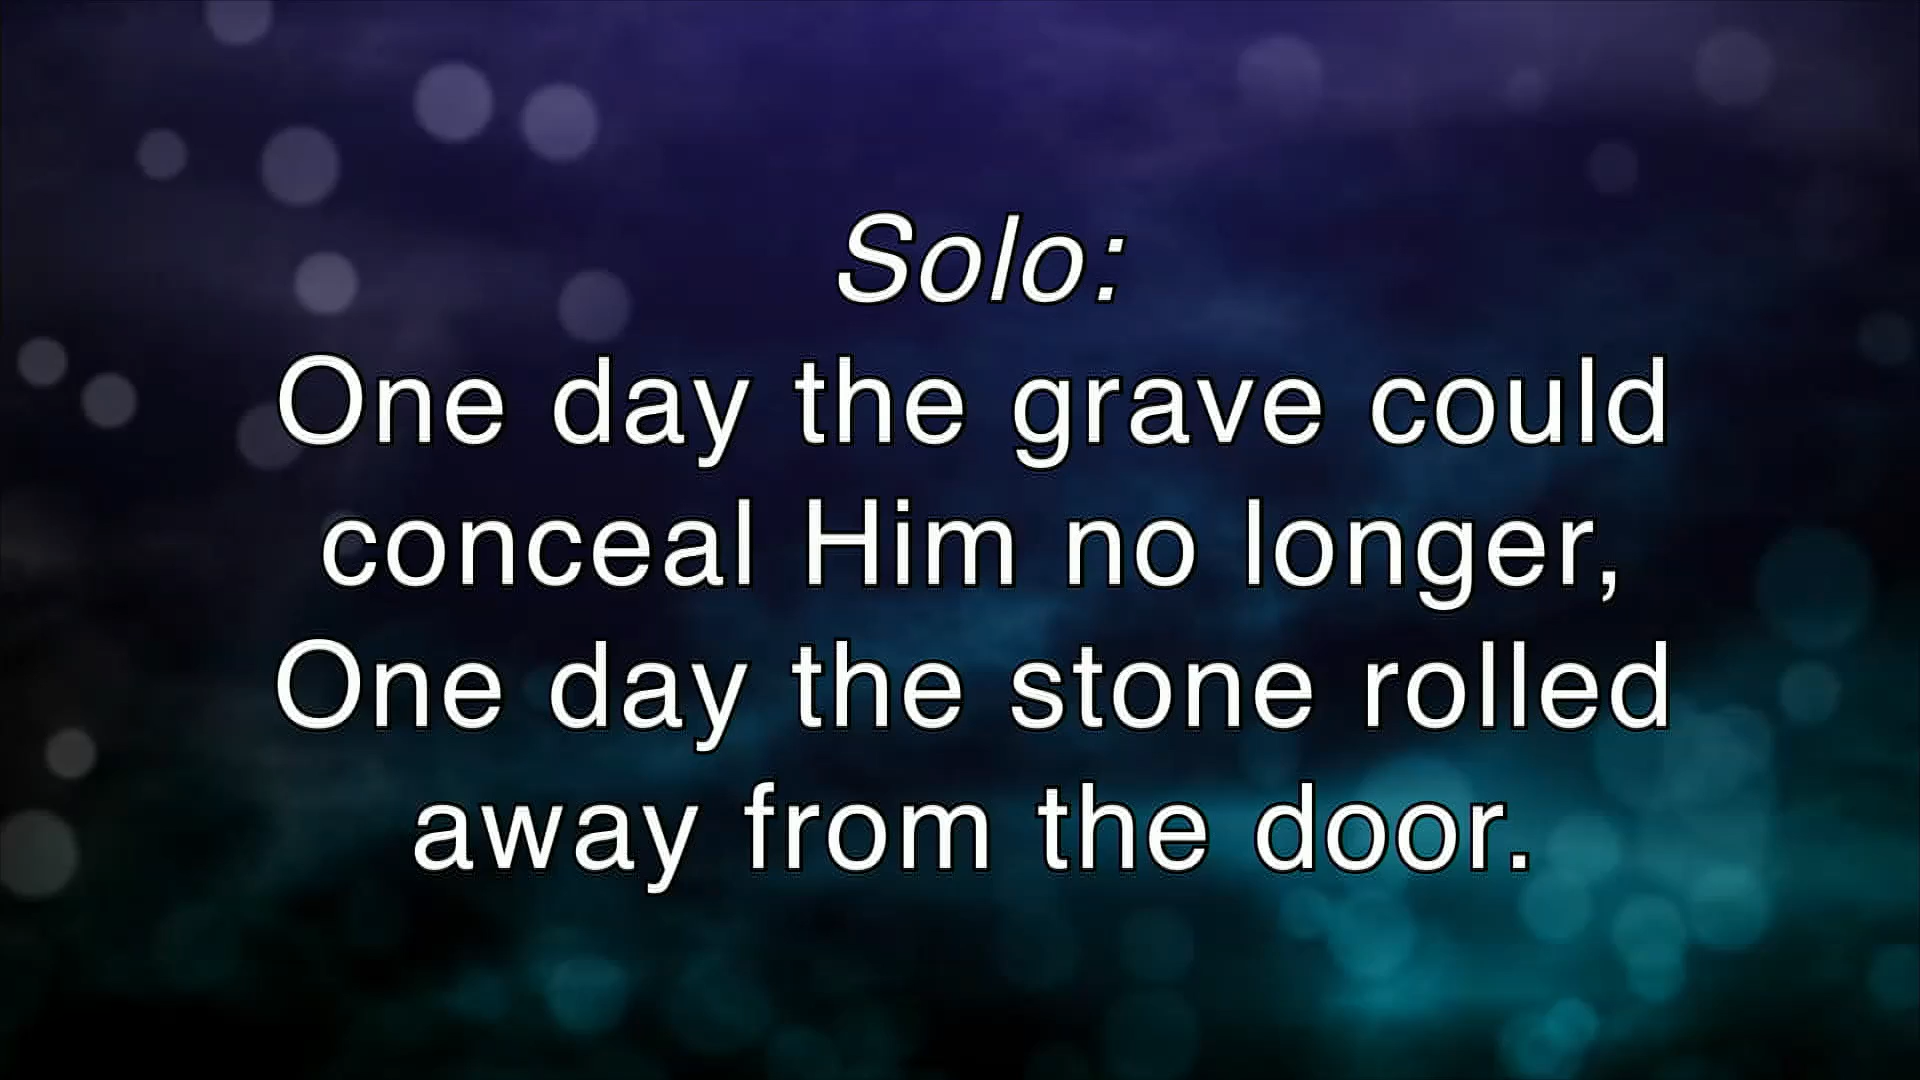 Solo:
One day the grave could
conceal Him no longer,
One day the stone rolled
away from the door.